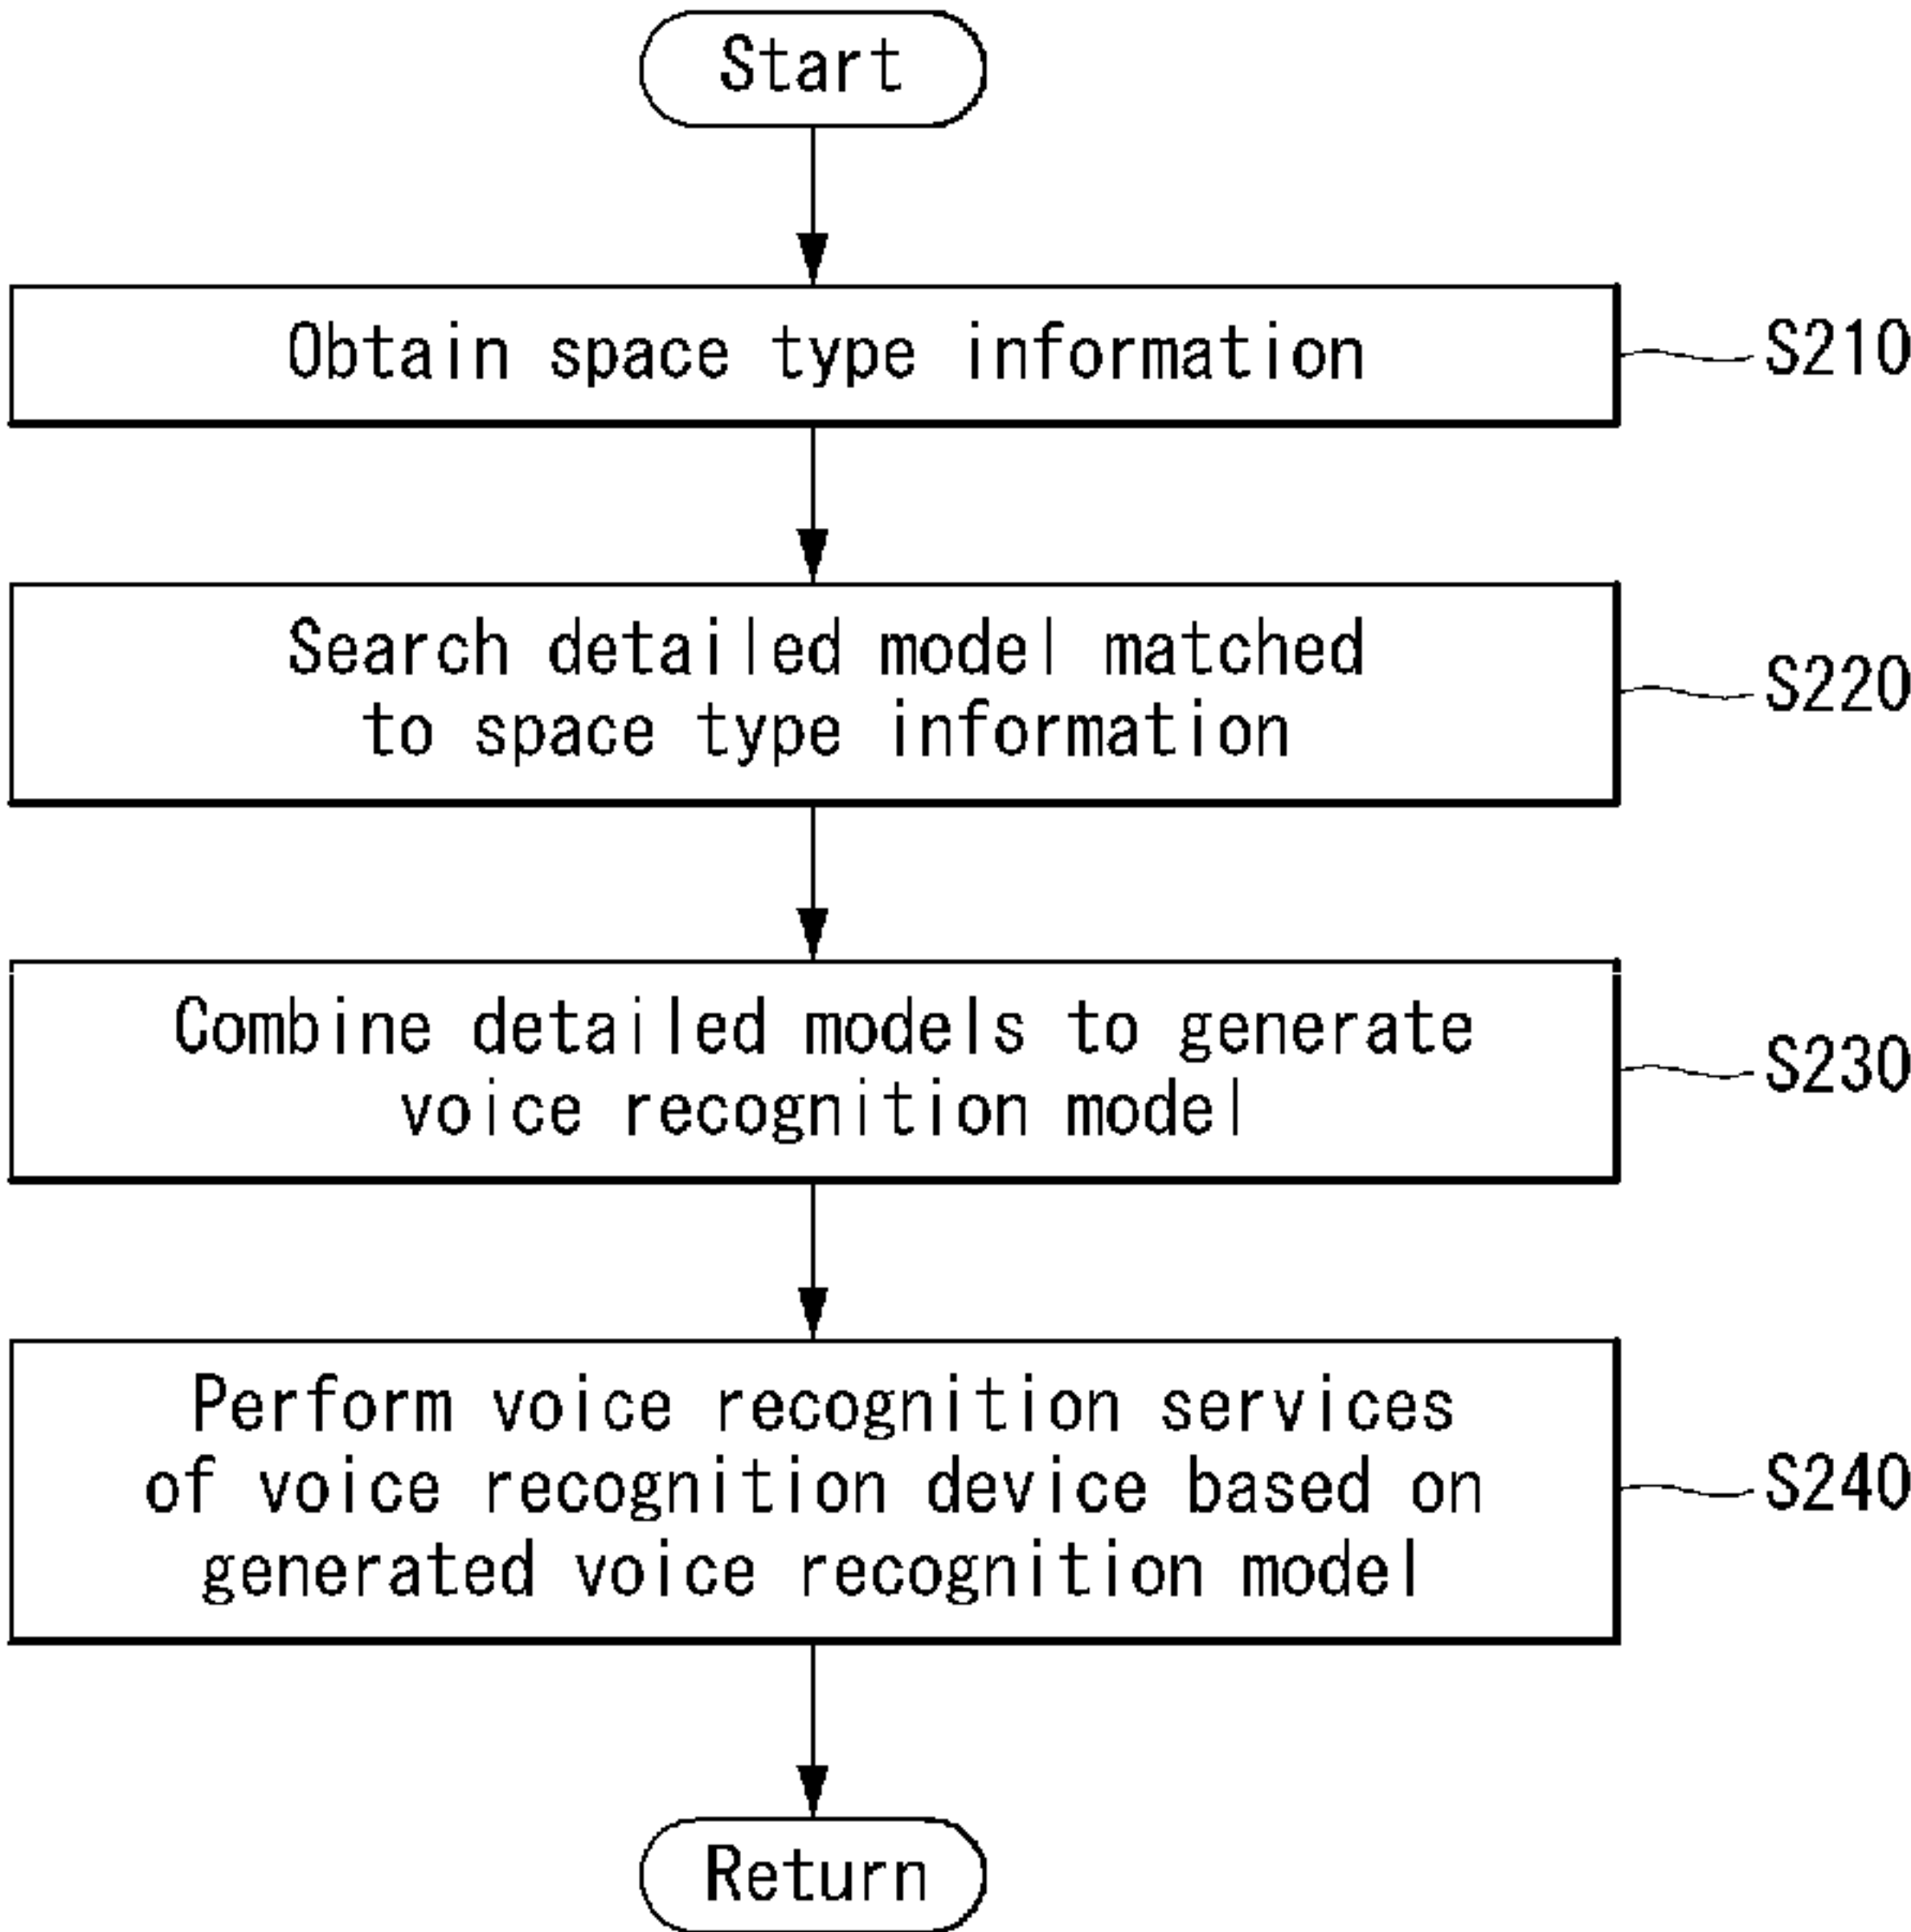 Start
Obtain space type information
S210
Search detailed model matched
to space type information
S220
Combine detailed models to generate
voice recognition model
S230
Perform voice recognition services
of voice recognition device based on
generated voice recognition model
S240
Return